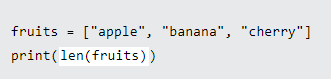 fruits = ["apple", "banana", "cherry"]
print(len(fruits))